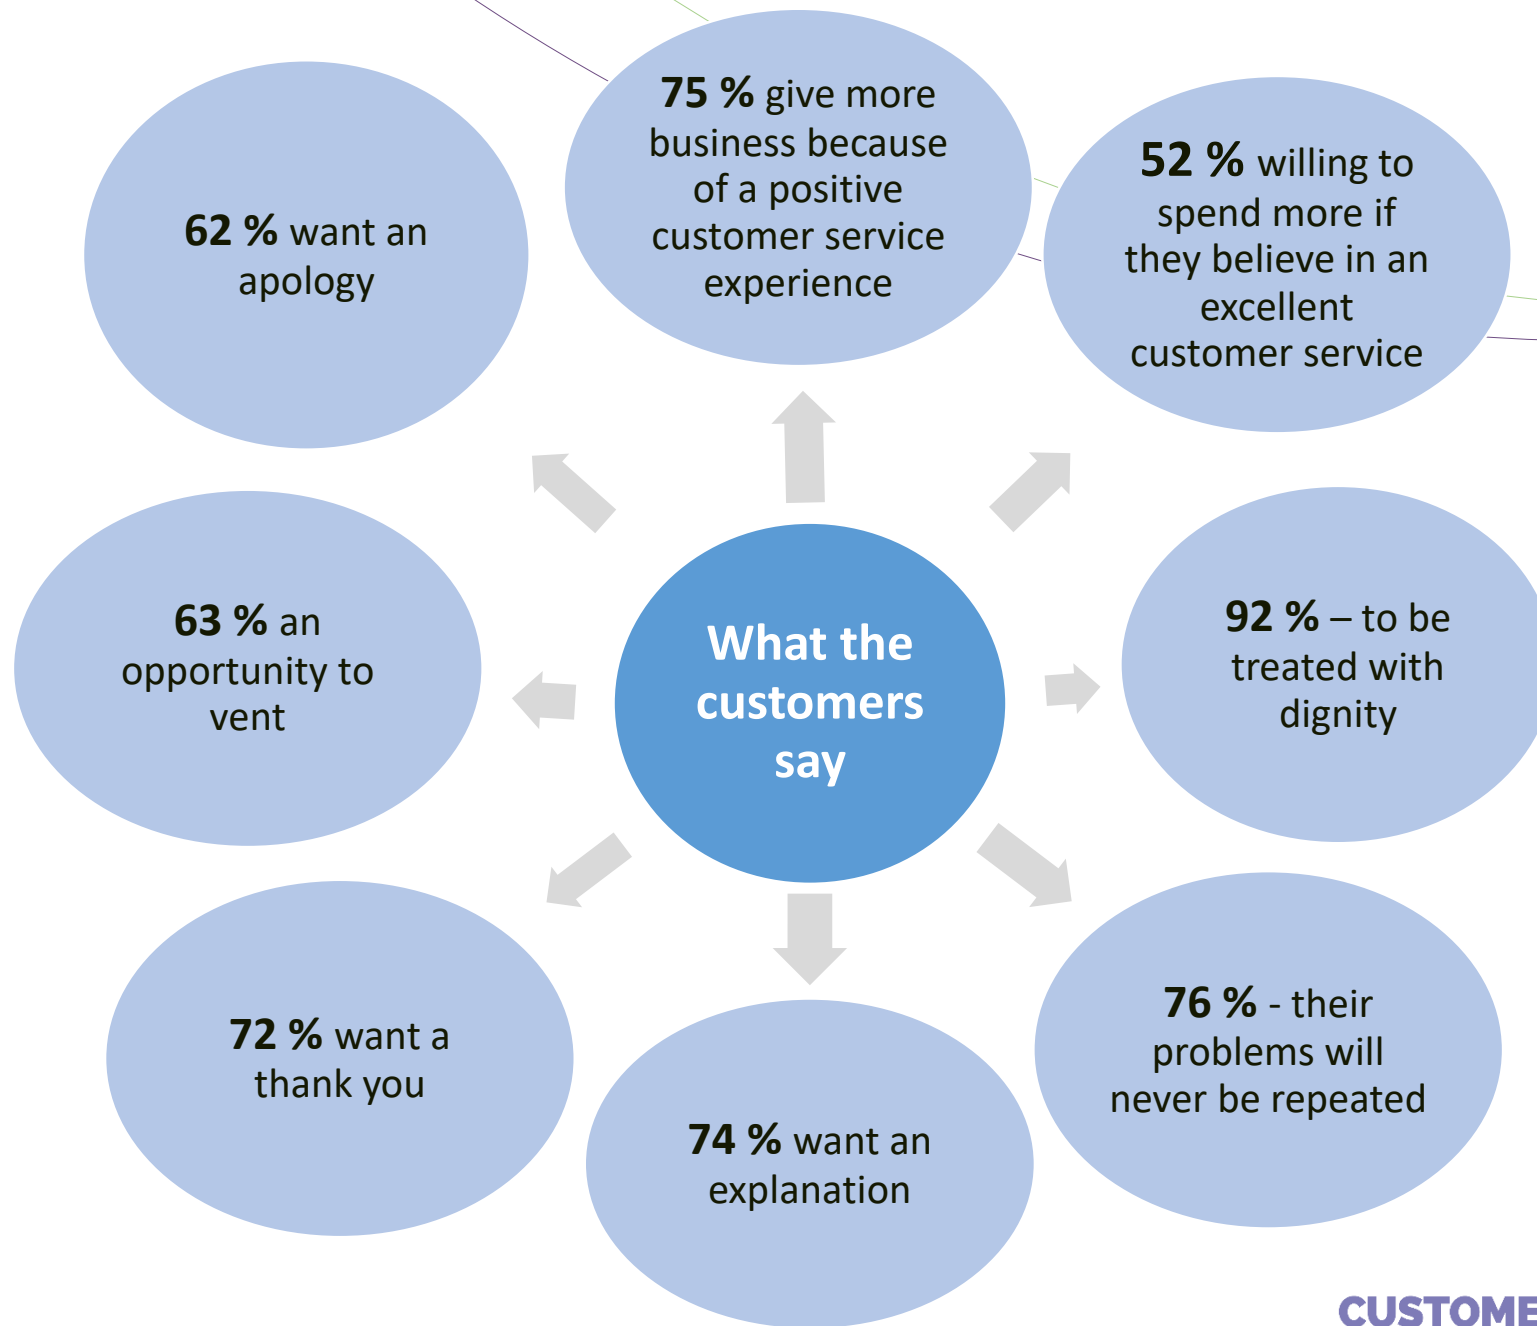 75 % give more
business because
of a positive
customer service
experience
52 % willing to
spend more if
they believe in an
excellent
customer service
62 % want an
apology
63 % an
opportunity to
vent
What the
customers
say
92 % – to be
treated with
dignity
72 % want a
thank you
74 % want an
explanation
76 % - their
problems will
never be repeated
CUSTOME